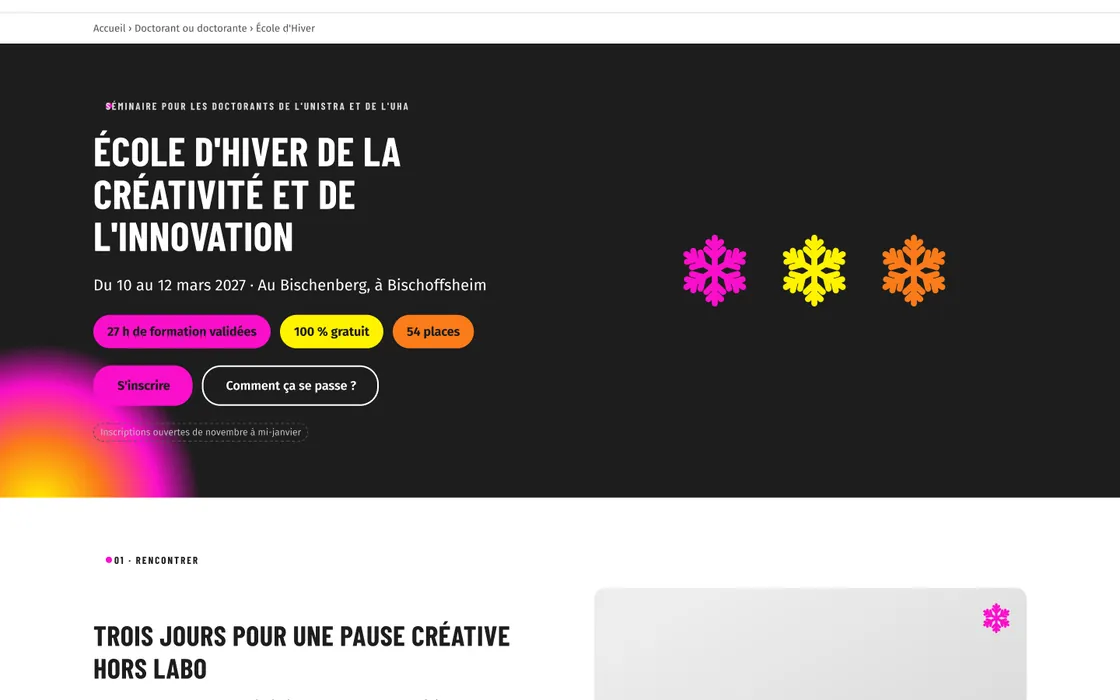 Accueil › Doctorant ou doctorante › École d'Hiver
SÉMINAIRE POUR LES DOCTORANTS DE L'UNISTRA ET DE L'UHA
ÉCOLE D'HIVER DE LA
CRÉATIVITÉ ET DE
L'INNOVATION
Du 10 au 12 mars 2027 · Au Bischenberg, à Bischoffsheim
27 h de formation validées
100 % gratuit
54 places
S'inscrire
Comment ça se passe ?
Inscriptions ouvertes de novembre à mi-janvier
01 · RENCONTRER
TROIS JOURS POUR UNE PAUSE CRÉATIVE
HORS LABO